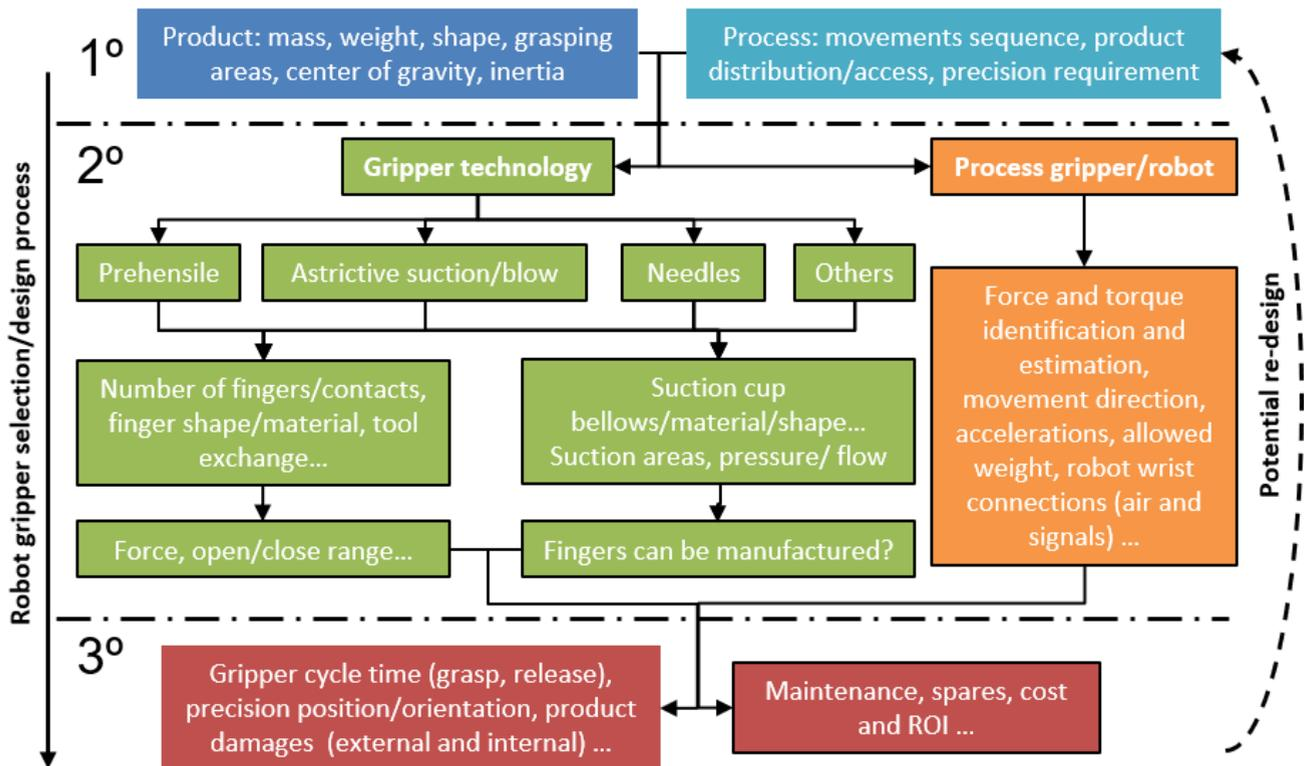 1º
Product: mass, weight, shape, grasping
areas, center of gravity, inertia
Process: movements sequence, product
distribution/access, precision requirement
2º
Gripper technology
Process gripper/robot
Prehensile
Astrictive suction/blow
Needles
Others
Number of fingers/contacts,
finger shape/material, tool
exchange...
Suction cup
bellows/material/shape...
Suction areas, pressure/ flow
Force and torque
identification and
estimation,
movement direction,
accelerations, allowed
weight, robot wrist
connections (air and
signals) ...
Force, open/close range...
Fingers can be manufactured?
3º
Gripper cycle time (grasp, release),
precision position/orientation, product
damages (external and internal) ...
Maintenance, spares, cost
and ROI ...
Robot gripper selection/design process
Potential re-design